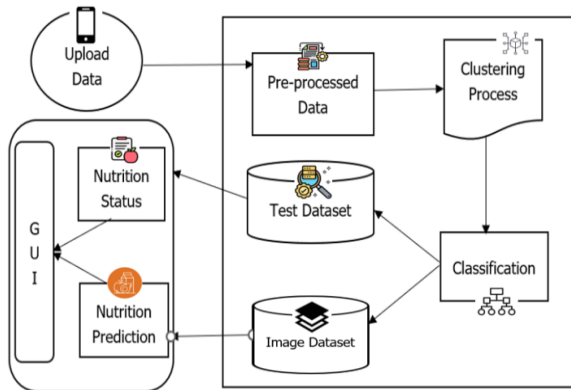 Upload
Data
Pre-processed
Data
Clustering
Process
Nutrition
Status
Test Dataset
G
U
I
Classification
Nutrition
Prediction
Image Dataset